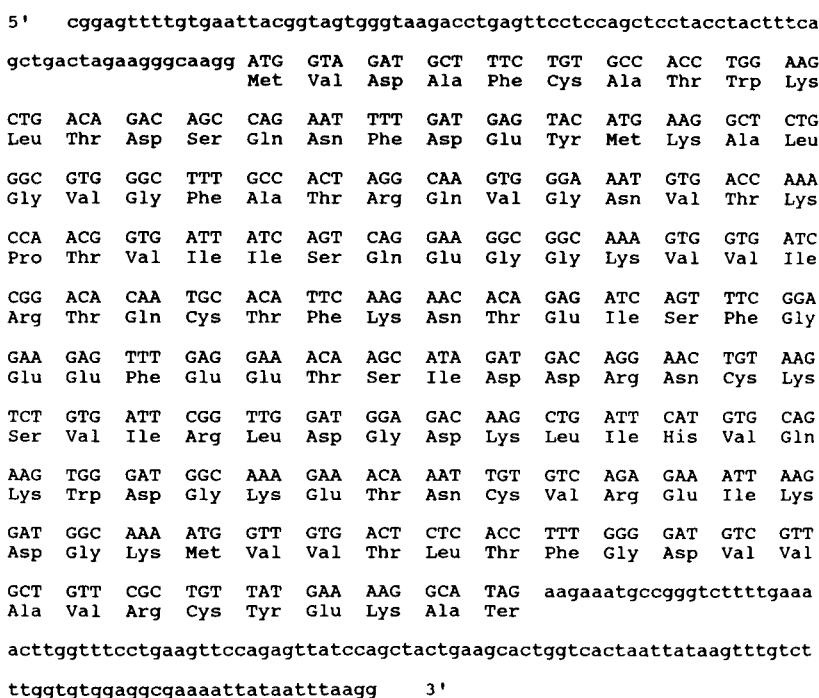 5' cggagttttgtgaattacggtagtgggtaagacctgagttcctccagctcctacctactttca
gctgactagaagggcaagg ATG GTA GAT GCT TTC TGT GCC ACC TGG AAG
Met Val Asp Ala Phe Cys Ala Thr Trp Lys
CTG ACA GAC AGC CAG AAT TTT GAT GAG TAC ATG AAG GCT CTG
Leu Thr Asp Ser Gln Asn Phe Asp Glu Tyr Met Lys Ala Leu
GGC GTG GGC TTT GCC ACT AGG CAA GTG GGA AAT GTG ACC AAA
Gly Val Gly Phe Ala Thr Arg Gln Val Gly Asn Val Thr Lys
CCA ACG GTG ATT ATC AGT CAG GAA GGC GGC AAA GTG GTG ATC
Pro Thr Val Ile Ile Ser Gln Glu Gly Gly Lys Val Val Ile
CGG ACA CAA TGC ACA TTC AAG AAC ACA GAG ATC AGT TTC GGA
Arg Thr Gln Cys Thr Phe Lys Asn Thr Glu Ile Ser Phe Gly
GAA GAG TTT GAG GAA ACA AGC ATA GAT GAC AGG AAC TGT AAG
Glu Glu Phe Glu Glu Thr Ser Ile Asp Asp Arg Asn Cys Lys
TCT GTG ATT CGG TTG GAT GGA GAC AAG CTG ATT CAT GTG CAG
Ser Val Ile Arg Leu Asp Gly Asp Lys Leu Ile His Val Gln
AAG TGG GAT GGC AAA GAA ACA AAT TGT GTC AGA GAA ATT AAG
Lys Trp Asp Gly Lys Glu Thr Asn Cys Val Arg Glu Ile Lys
GAT GGC AAA ATG GTT GTG ACT CTC ACC TTT GGG GAT GTC GTT
Asp Gly Lys Met Val Val Thr Leu Thr Phe Gly Asp Val Val
GCT GTT CGC TGT TAT GAA AAG GCA TAG aagaaatgccgggtcttttgaaa
Ala Val Arg Cys Tyr Glu Lys Ala Ter
acttggtttcctgaagttccagagttatccagctactgaagcactggtcactaattataagtttgtct
ttggtgtggaggcgaaaattataatttaagg 3'